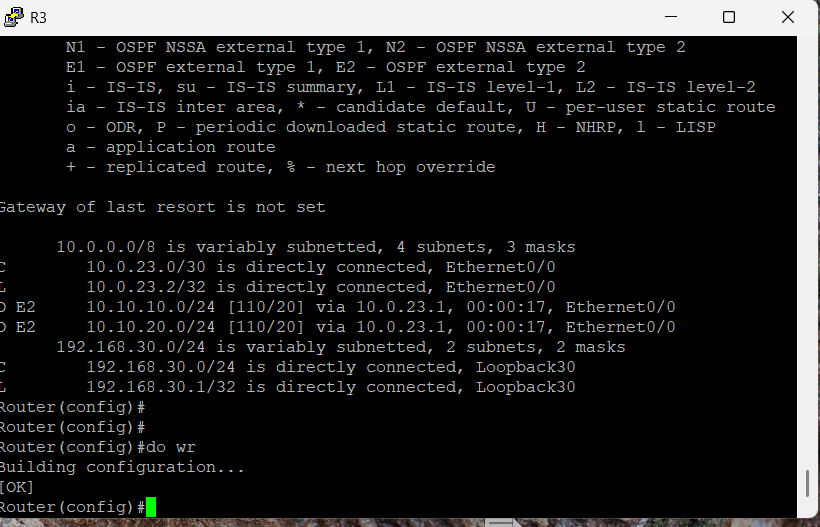 R3
N1 - OSPF NSSA external type 1, N2 - OSPF NSSA external type 2
E1 - OSPF external type 1, E2 - OSPF external type 2
i - IS-IS, su - IS-IS summary, L1 - IS-IS level-1, L2 - IS-IS level-2
ia - IS-IS inter area, * - candidate default, U - per-user static route
o - ODR, P - periodic downloaded static route, H - NHRP, l - LISP
a - application route
+ - replicated route, % - next hop override
Gateway of last resort is not set
10.0.0.0/8 is variably subnetted, 4 subnets, 3 masks
C 10.0.23.0/30 is directly connected, Ethernet0/0
L 10.0.23.2/32 is directly connected, Ethernet0/0
O E2 10.10.10.0/24 [110/20] via 10.0.23.1, 00:00:17, Ethernet0/0
O E2 10.10.20.0/24 [110/20] via 10.0.23.1, 00:00:17, Ethernet0/0
192.168.30.0/24 is variably subnetted, 2 subnets, 2 masks
C 192.168.30.0/24 is directly connected, Loopback30
L 192.168.30.1/32 is directly connected, Loopback30
Router(config)#
Router(config)#
Router(config)#do wr
Building configuration...
[OK]
Router(config)#